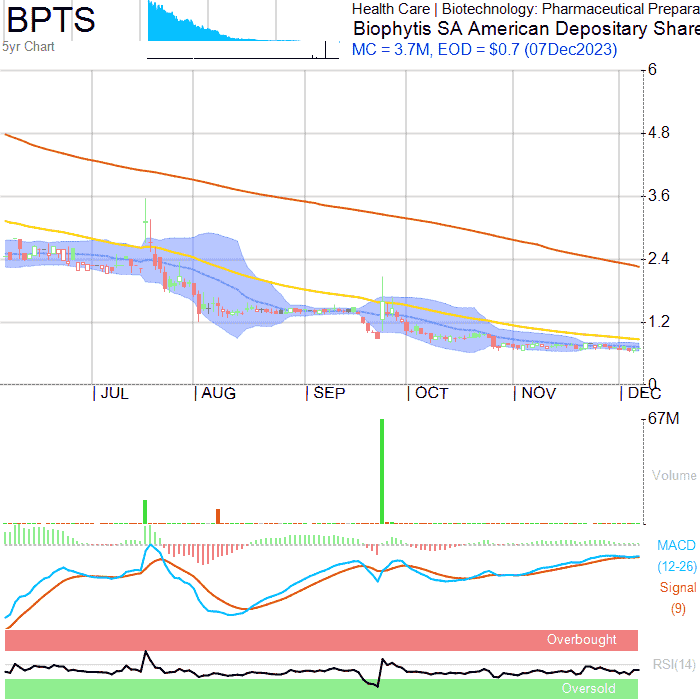 BPTS
5yr Chart
Health Care | Biotechnology: Pharmaceutical Prepara
Biophytis SA American Depositary Share
MC = 3.7M, EOD = $0.7 (07Dec2023)
6
4.8
3.6
2.4
1.2
0
JUL AUG SEP OCT NOV DEC
67M
Volume
MACD
(12-26)
Signal
(9)
Overbought
RSI(14)
Oversold